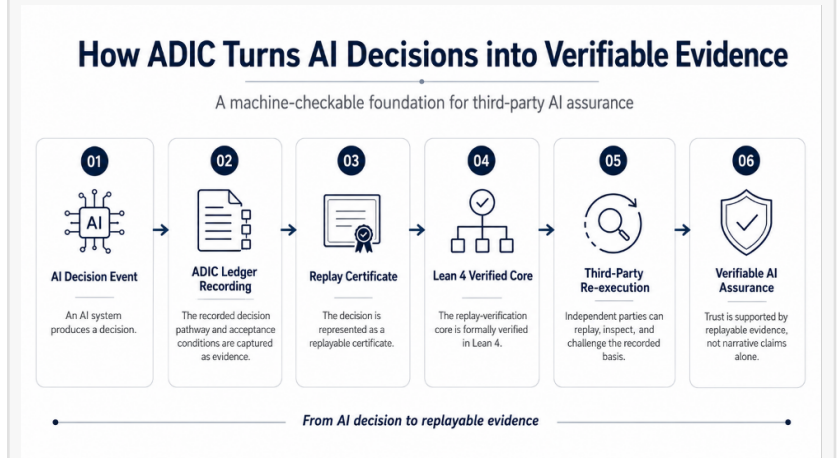 How ADIC Turns AI Decisions into Verifiable Evidence
A machine-checkable foundation for third-party AI assurance
01
AI
AI Decision Event
An AI system
produces a decision.
02
ADIC Ledger
Recording
The recorded decision
pathway and acceptance
conditions are captured
as evidence.
03
Replay Certificate
The decision is
represented as a
replayable certificate.
04
Lean 4 Verified Core
The replay-verification
core is formally verified
in Lean 4.
05
Third-Party
Re-execution
Independent parties can
replay, inspect, and
challenge the recorded
basis.
06
Verifiable AI
Assurance
Trust is supported by
replayable evidence,
not narrative claims
alone.
From AI decision to replayable evidence